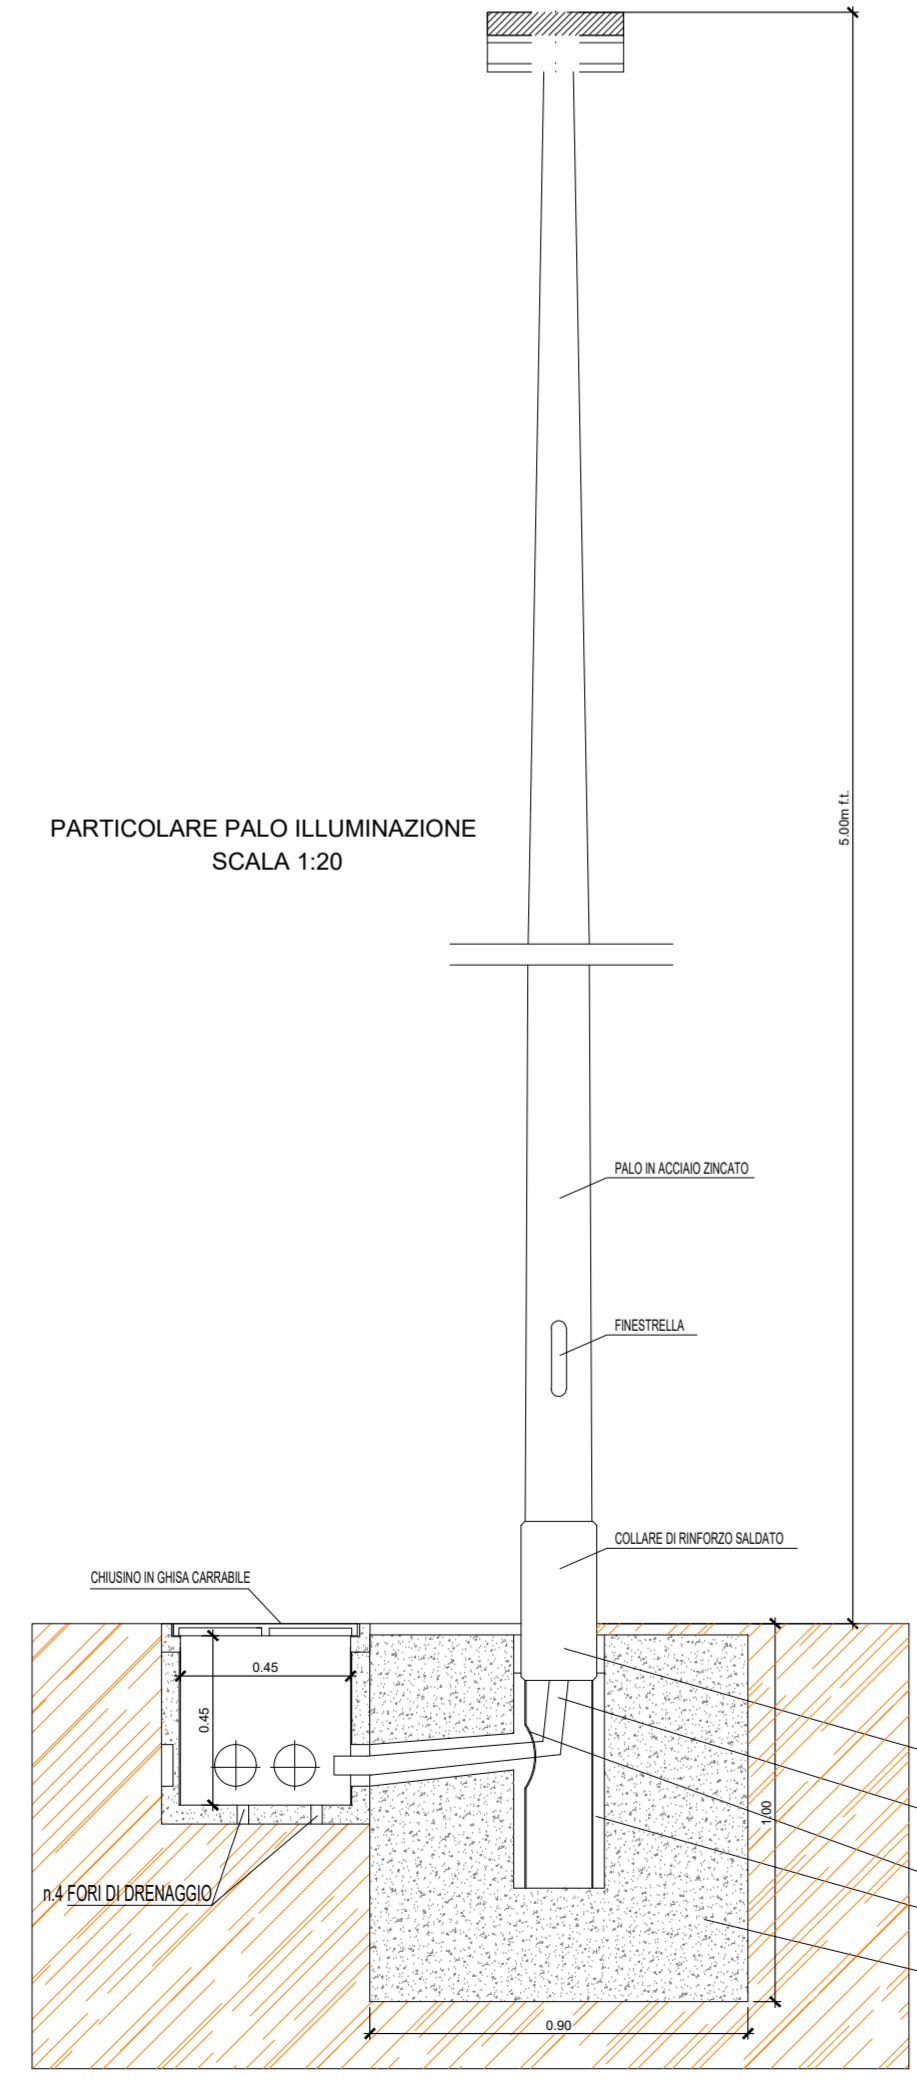 5.00m f.t.
PARTICOLARE PALO ILLUMINAZIONE
SCALA 1:20
PALO IN ACCIAIO ZINCATO
FINESTRELLA
COLLARE DI RINFORZO SALDATO
CHIUSINO IN GHISA CARRABILE
0.45
0.45
1.00
n.4 FORI DI DRENAGGIO
0.90